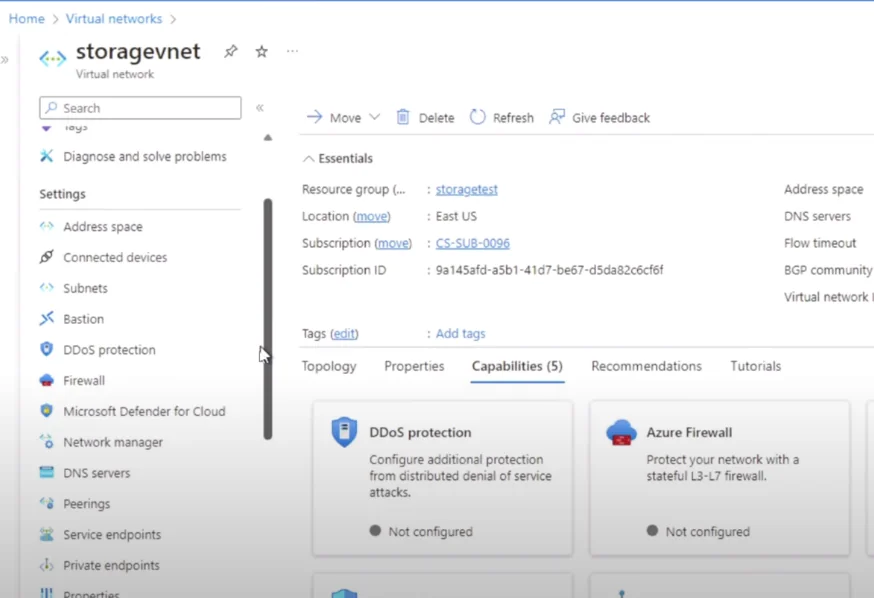 Home > Virtual networks >
storagevnet
Virtual network
Search
Tags
Diagnose and solve problems
Settings
Address space
Connected devices
Subnets
Bastion
DDoS protection
Firewall
Microsoft Defender for Cloud
Network manager
DNS servers
Peerings
Service endpoints
Private endpoints
Properties
Move Delete Refresh Give feedback
Essentials
Resource group (... : storagetest
Location (move) : East US
Subscription (move) : CS-SUB-0096
Subscription ID : 9a145afd-a5b1-41d7-be67-d5da82c6cf6f
Address space
DNS servers
Flow timeout
BGP community
Virtual network
Tags (edit) : Add tags
Topology Properties Capabilities (5) Recommendations Tutorials
DDoS protection
Configure additional protection
from distributed denial of service
attacks.
Not configured
Azure Firewall
Protect your network with a
stateful L3-L7 firewall.
Not configured